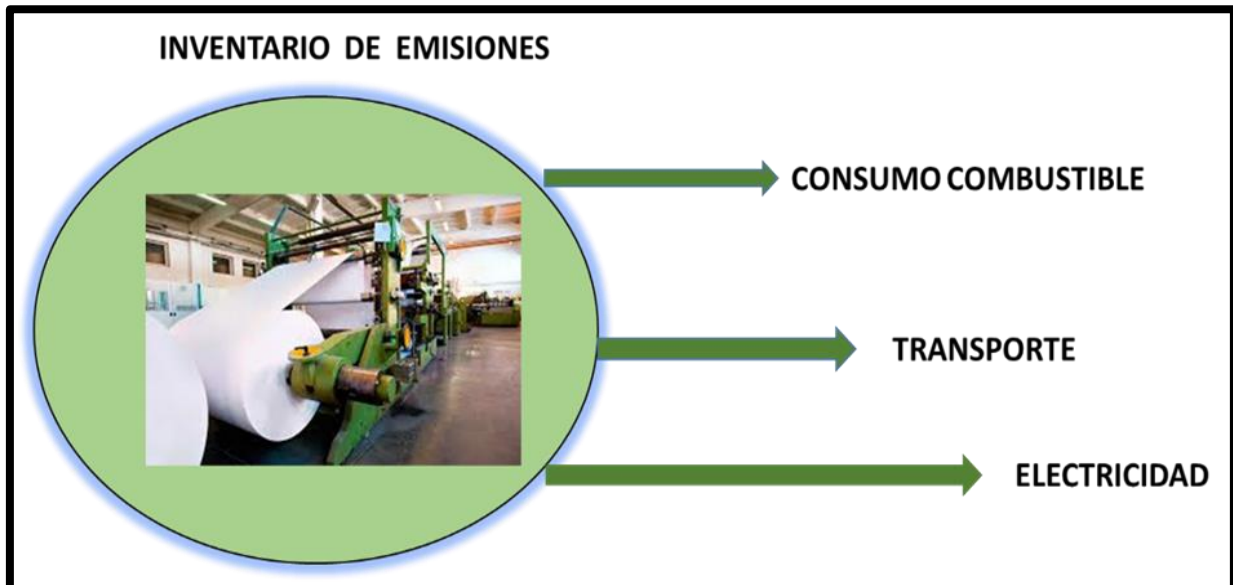 INVENTARIO DE EMISIONES
CONSUMO COMBUSTIBLE
TRANSPORTE
ELECTRICIDAD